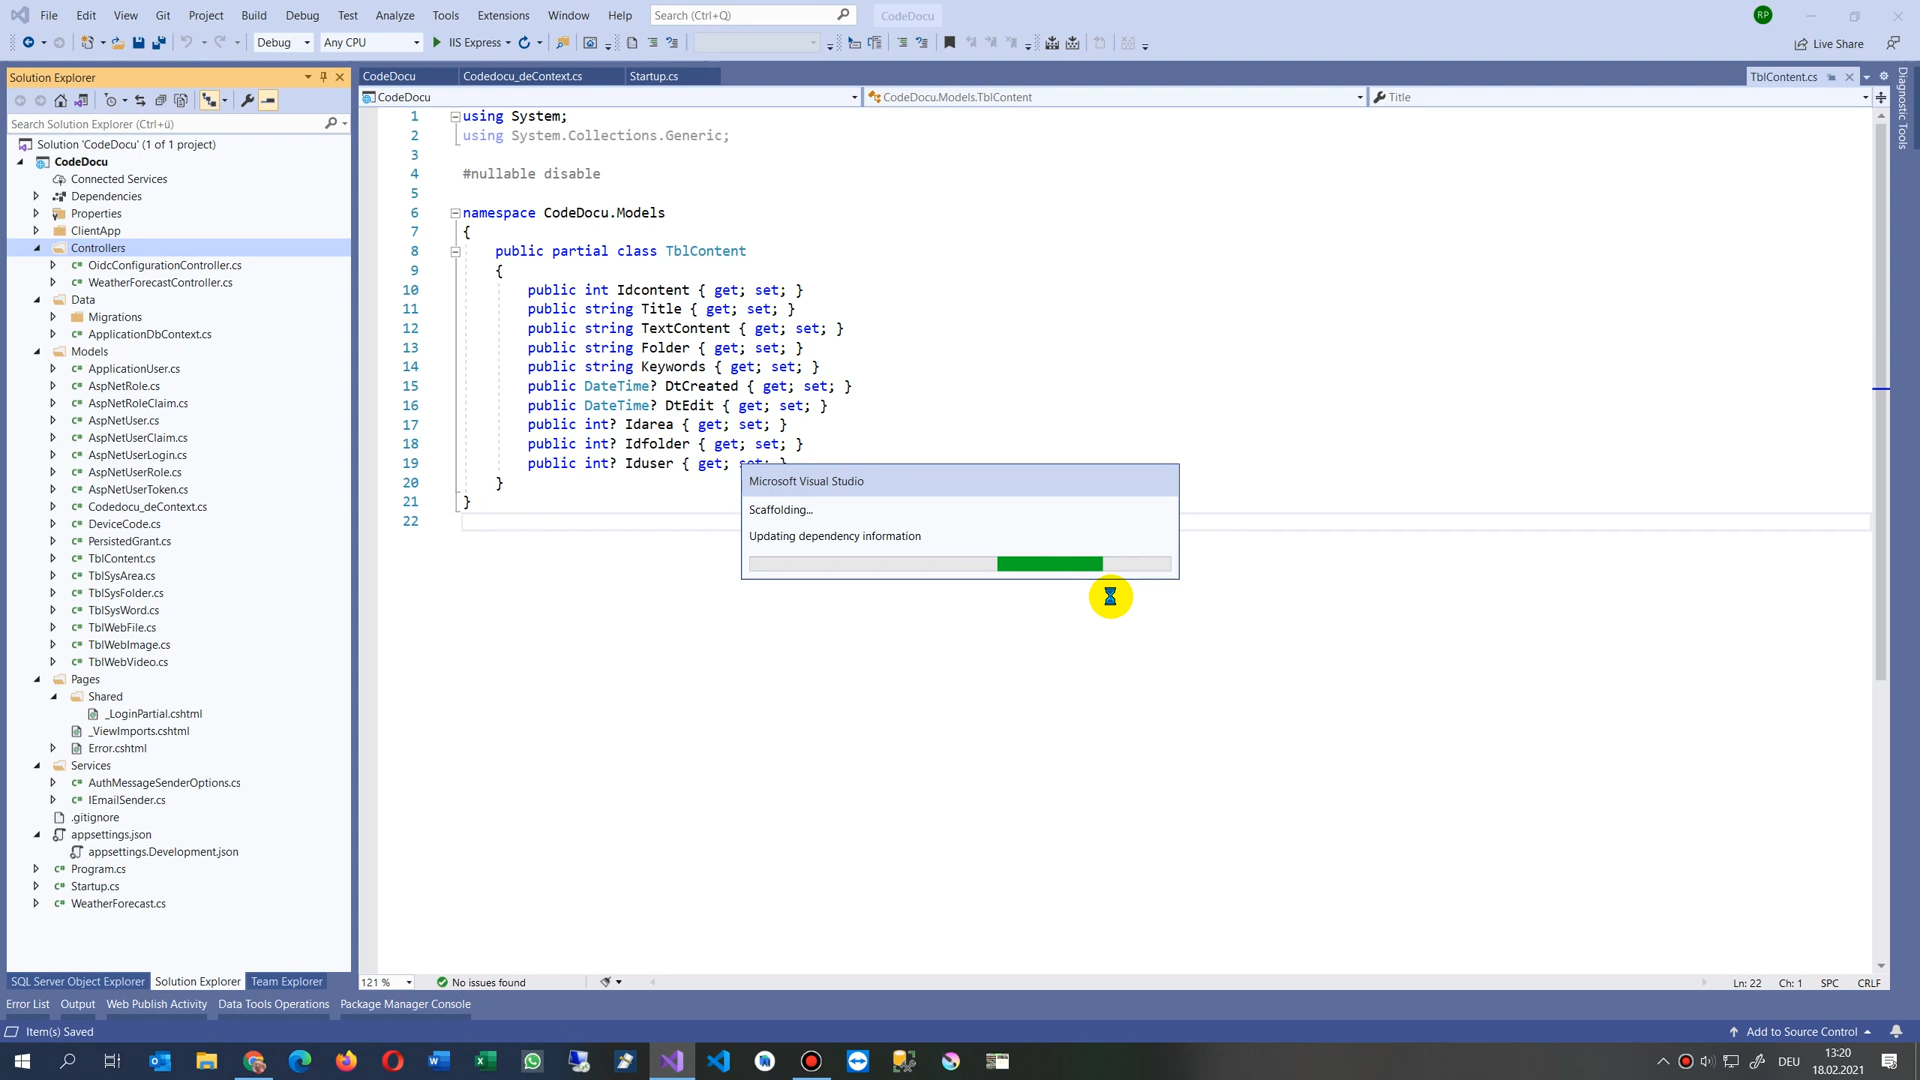 File Edit View Git Project Build Debug Test Analyze Tools Extensions Window Help Search (Ctrl+Q) CodeDocu RP
Debug Any CPU IIS Express Live Share
Solution Explorer
CodeDocu Codedocu_deContext.cs Startup.cs TblContent.cs
CodeDocu CodeDocu.Models.TblContent Title
Diagnostic Tools
Search Solution Explorer (Ctrl+ü)
Solution 'CodeDocu' (1 of 1 project)
CodeDocu
Connected Services
Dependencies
Properties
ClientApp
Controllers
OidcConfigurationController.cs
WeatherForecastController.cs
Data
Migrations
ApplicationDbContext.cs
Models
ApplicationUser.cs
AspNetRole.cs
AspNetRoleClaim.cs
AspNetUser.cs
AspNetUserClaim.cs
AspNetUserLogin.cs
AspNetUserRole.cs
AspNetUserToken.cs
Codedocu_deContext.cs
DeviceCode.cs
PersistedGrant.cs
TblContent.cs
TblSysArea.cs
TblSysFolder.cs
TblSysWord.cs
TblWebFile.cs
TblWebImage.cs
TblWebVideo.cs
Pages
Shared
_LoginPartial.cshtml
_ViewImports.cshtml
Error.cshtml
Services
AuthMessageSenderOptions.cs
IEmailSender.cs
.gitignore
appsettings.json
appsettings.Development.json
Program.cs
Startup.cs
WeatherForecast.cs
1 using System;
2 using System.Collections.Generic;
3
4 #nullable disable
5
6 namespace CodeDocu.Models
7 {
8 public partial class TblContent
9 {
10 public int Idcontent { get; set; }
11 public string Title { get; set; }
12 public string TextContent { get; set; }
13 public string Folder { get; set; }
14 public string Keywords { get; set; }
15 public DateTime? DtCreated { get; set; }
16 public DateTime? DtEdit { get; set; }
17 public int? Idarea { get; set; }
18 public int? Idfolder { get; set; }
19 public int? Iduser { get; set; }
20 }
21 }
22
Microsoft Visual Studio
Scaffolding...
Updating dependency information
SQL Server Object Explorer Solution Explorer Team Explorer
121 % No issues found Ln: 22 Ch: 1 SPC CRLF
Error List Output Web Publish Activity Data Tools Operations Package Manager Console
Item(s) Saved Add to Source Control
DEU 13:20
18.02.2021